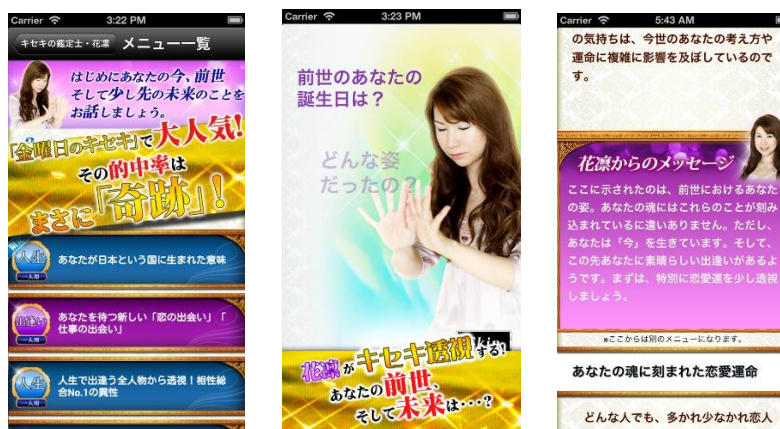 Carrier 3:22 PM
キセキの鑑定士・花凛 メニュー一覧
はじめにあなたの今、前世
そして少し先の未来のことを
お話しましょう。
「金曜日のキセキ」で大人気!
その的中率は
まさに「奇跡」!
人生
一人用
あなたが日本という国に生まれた意味
出逢い
一人用
あなたを待つ新しい「恋の出会い」「
仕事の出会い」
人生
一人用
人生で出逢う全人物から透視!相性総
合No.1の異性
Carrier 3:23 PM
前世のあなたの
誕生日は?
どんな姿
だったの?
花凛がキセキ透視する!
あなたの前世、
そして未来は・・・?
Carrier 5:43 AM
の気持ちは、今世のあなたの考え方や
運命に複雑に影響を及ぼしているので
す。
花凛からのメッセージ
ここに示されたのは、前世におけるあなた
の姿。あなたの魂にはこれらのことが刻み
込まれているに違いありません。ただし、
あなたは「今」を生きています。そして、
この先あなたに素晴らしい出逢いがあるよ
うです。まずは、特別に恋愛運を少し透視
しましょう。
※ここからは別のメニューになります。
あなたの魂に刻まれた恋愛運命
どんな人でも、多かれ少なかれ恋人